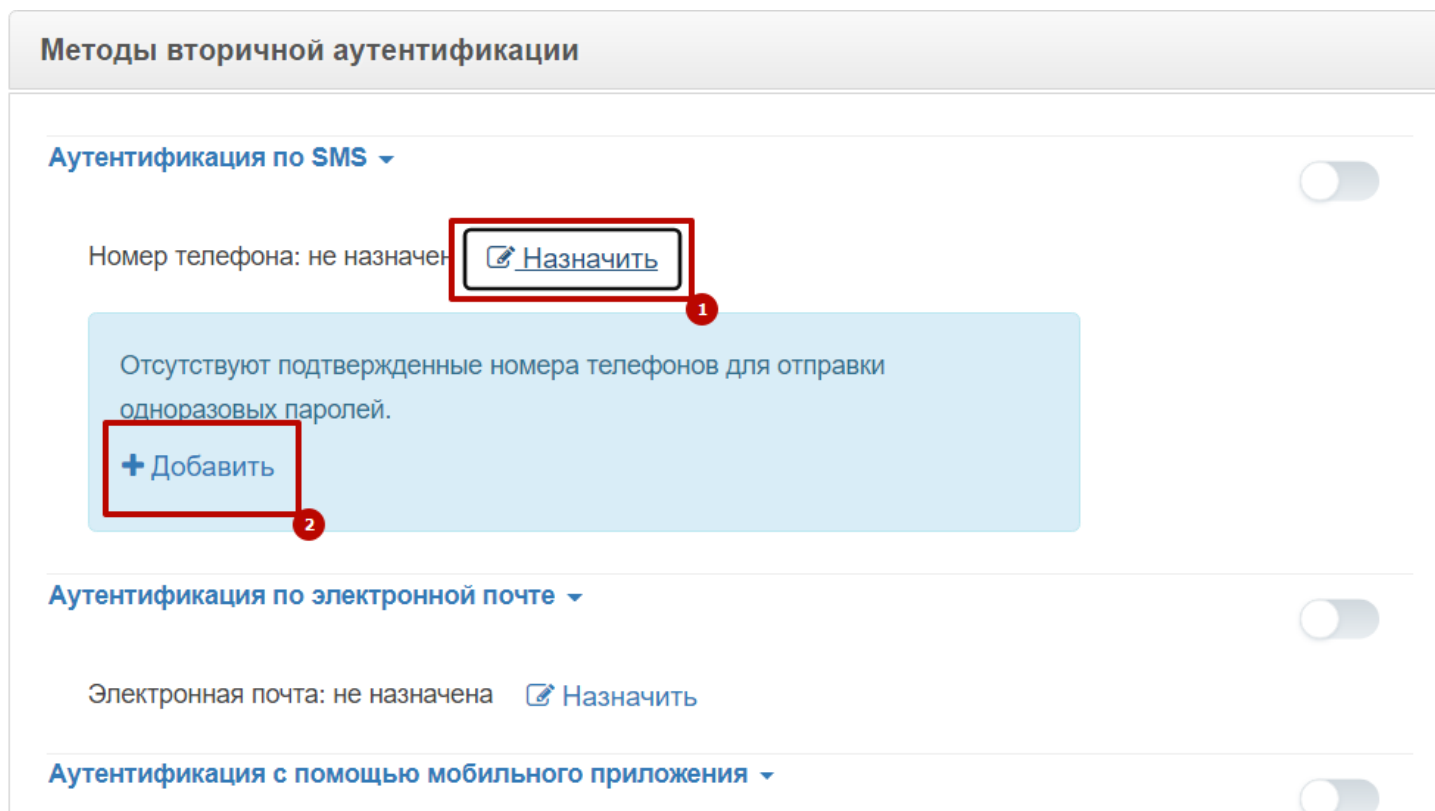 Методы вторичной аутентификации
Аутентификация по SMS
Номер телефона: не назначен Назначить
1
Отсутствуют подтвержденные номера телефонов для отправки
одноразовых паролей.
+ Добавить
2
Аутентификация по электронной почте
Электронная почта: не назначена Назначить
Аутентификация с помощью мобильного приложения